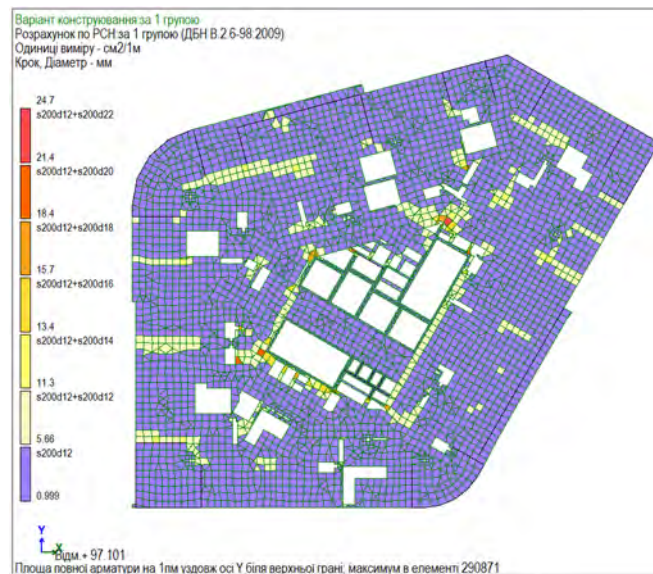 Варіант конструювання за 1 групою
Розрахунок по РСН за 1 групою (ДБН В.2.6-98.2009)
Одиниці виміру - см2/1м
Крок, Діаметр - мм
24.7
s200d12+s200d22
21.4
s200d12+s200d20
18.4
s200d12+s200d18
15.7
s200d12+s200d16
13.4
s200d12+s200d14
11.3
s200d12+s200d12
5.66
s200d12
0.999
Y
X
Відм.+ 97.101
Площа повної арматури на 1пм уздовж осі Y біля верхньої грані; максимум в елементі 290871